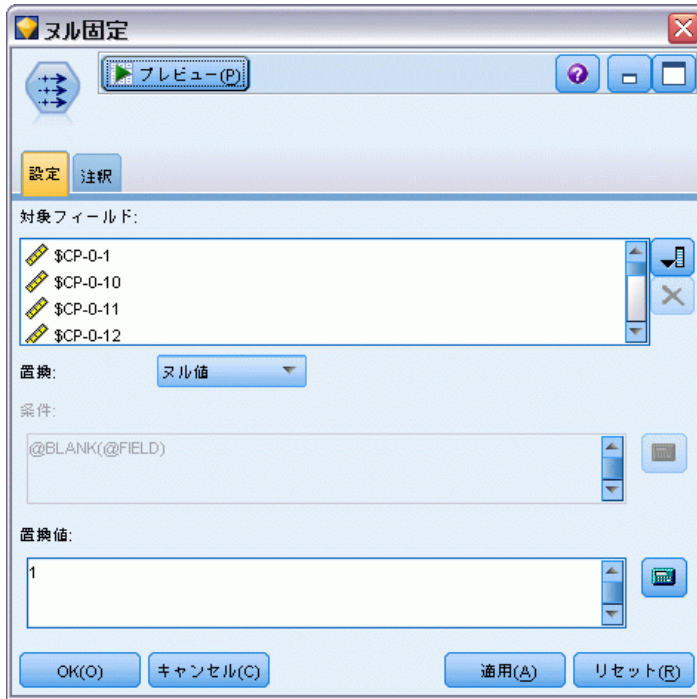 ヌル固定
プレビュー(P)
?
設定 注釈
対象フィールド:
$CP-0-1
$CP-0-10
$CP-0-11
$CP-0-12
置換: ヌル値
条件:
@BLANK(@FIELD)
置換値:
1
OK(O) キャンセル(C) 適用(A) リセット(R)